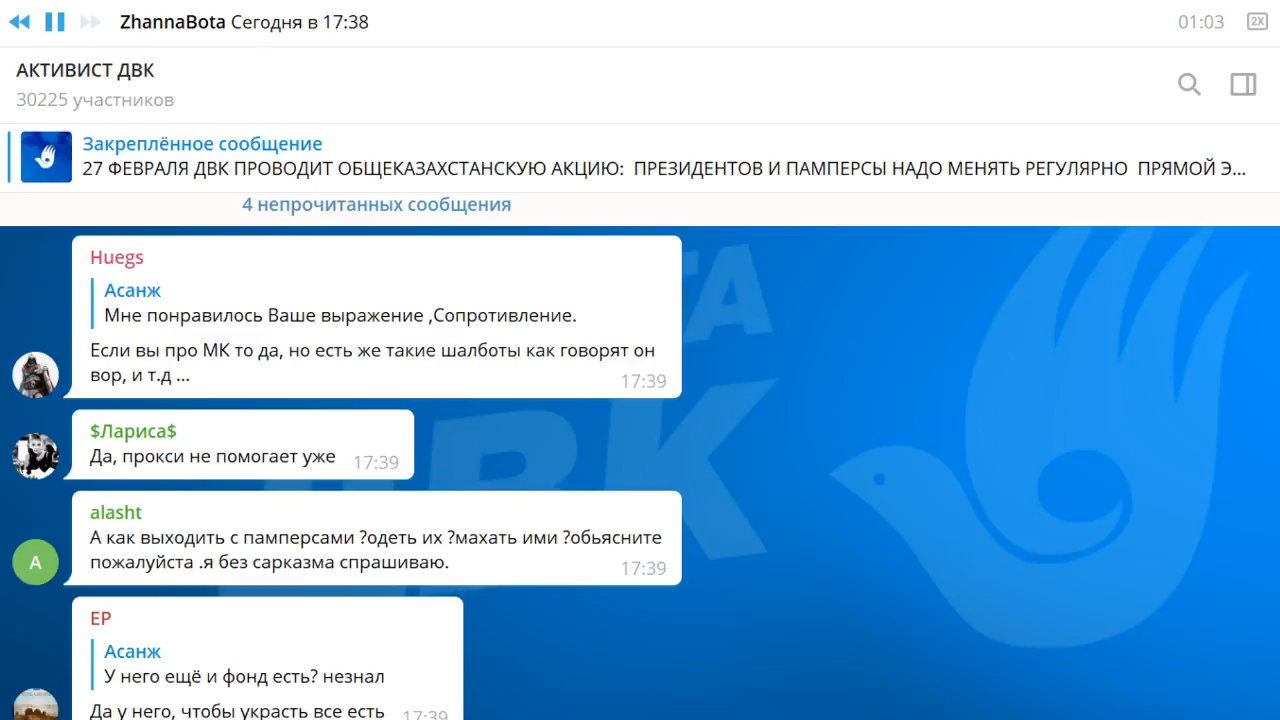 ZhannaBota Сегодня в 17:38
01:03
2X
АКТИВИСТ ДВК
30225 участников
Закреплённое сообщение
27 ФЕВРАЛЯ ДВК ПРОВОДИТ ОБЩЕКАЗАХСТАНСКУЮ АКЦИЮ: ПРЕЗИДЕНТОВ И ПАМПЕРСЫ НАДО МЕНЯТЬ РЕГУЛЯРНО ПРЯМОЙ Э...
4 непрочитанных сообщения
Huegs
Асанж
Мне понравилось Ваше выражение ,Сопротивление.
Если вы про МК то да, но есть же такие шалботы как говорят он
вор, и т.д ...
17:39
$Лариса$
Да, прокси не помогает уже
17:39
alasht
А как выходить с памперсами ?одеть их ?махать ими ?обьясните
пожалуйста .я без сарказма спрашиваю.
17:39
A
EP
Асанж
У него ещё и фонд есть? незнал
Да у него, чтобы украсть все есть
17:39
ДВК